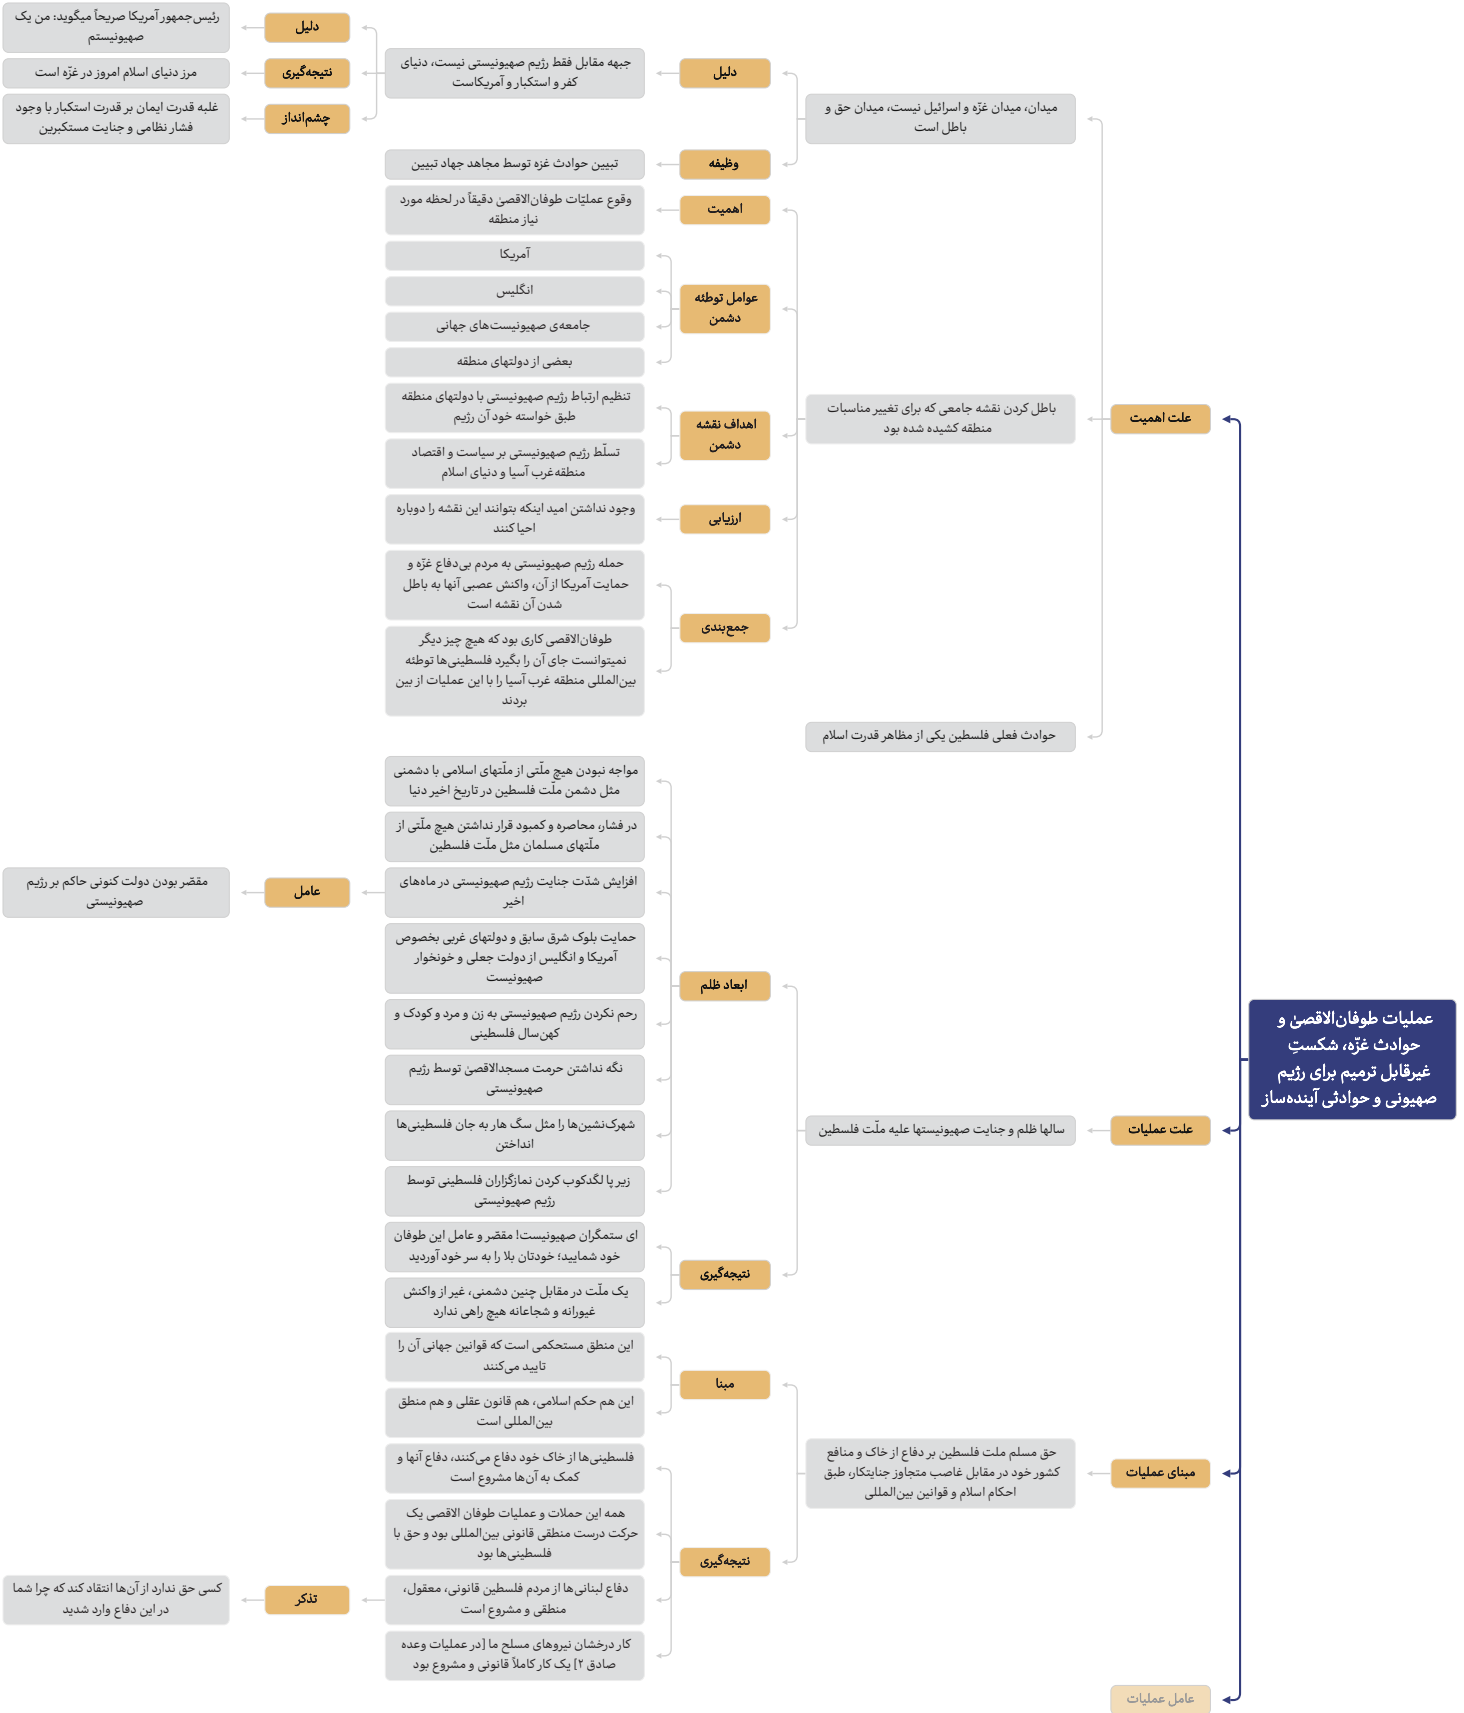 عملیات طوفان‌الاقصیٰ و
حوادث غزّه، شکستِ
غیرقابل ترمیم برای رژیم
صهیونی و حوادثی آینده‌ساز
علت اهمیت
میدان، میدان غزّه و اسرائیل نیست، میدان حق و
باطل است
دلیل
جبهه مقابل فقط رژیم صهیونیستی نیست، دنیای
کفر و استکبار و آمریکاست
دلیل
رئیس‌جمهور آمریکا صریحاً میگوید: من یک
صهیونیستم
نتیجه‌گیری
مرز دنیای اسلام امروز در غزّه است
چشم‌انداز
غلبه قدرت ایمان بر قدرت استکبار با وجود
فشار نظامی و جنایت مستکبرین
وظیفه
تبیین حوادث غزه توسط مجاهد جهاد تبیین
باطل کردن نقشه جامعی که برای تغییر مناسبات
منطقه کشیده شده بود
اهمیت
وقوع عملیّات طوفان‌الاقصیٰ دقیقاً در لحظه مورد
نیاز منطقه
عوامل توطئه
دشمن
آمریکا
انگلیس
جامعه‌ی صهیونیست‌های جهانی
بعضی از دولتهای منطقه
اهداف نقشه
دشمن
تنظیم ارتباط رژیم صهیونیستی با دولتهای منطقه
طبق خواسته خود آن رژیم
تسلّط رژیم صهیونیستی بر سیاست و اقتصاد
منطقه‌غرب آسیا و دنیای اسلام
ارزیابی
وجود نداشتن امید اینکه بتوانند این نقشه را دوباره
احیا کنند
جمع‌بندی
حمله رژیم صهیونیستی به مردم بی‌دفاع غزّه و
حمایت آمریکا از آن، واکنش عصبی آنها به باطل
شدن آن نقشه است
طوفان‌الاقصی کاری بود که هیچ چیز دیگر
نمیتوانست جای آن را بگیرد فلسطینی‌ها توطئه
بین‌المللی منطقه غرب آسیا را با این عملیات از بین
بردند
حوادث فعلی فلسطین یکی از مظاهر قدرت اسلام
علت عملیات
سالها ظلم و جنایت صهیونیستها علیه ملّت فلسطین
ابعاد ظلم
مواجه نبودن هیچ ملّتی از ملّتهای اسلامی با دشمنی
مثل دشمن ملّت فلسطین در تاریخ اخیر دنیا
در فشار، محاصره و کمبود قرار نداشتن هیچ ملّتی از
ملّتهای مسلمان مثل ملّت فلسطین
افزایش شدّت جنایت رژیم صهیونیستی در ماه‌های
اخیر
عامل
مقصّر بودن دولت کنونی حاکم بر رژیم
صهیونیستی
حمایت بلوک شرق سابق و دولتهای غربی بخصوص
آمریکا و انگلیس از دولت جعلی و خونخوار
صهیونیست
رحم نکردن رژیم صهیونیستی به زن و مرد و کودک و
کهن‌سال فلسطینی
نگه نداشتن حرمت مسجدالاقصیٰ توسط رژیم
صهیونیستی
شهرک‌نشین‌ها را مثل سگ هار به جان فلسطینی‌ها
انداختن
زیر پا لگدکوب کردن نمازگزاران فلسطینی توسط
رژیم صهیونیستی
نتیجه‌گیری
ای ستمگران صهیونیست! مقصّر و عامل این طوفان
خود شمایید؛ خودتان بلا را به سر خود آوردید
یک ملّت در مقابل چنین دشمنی، غیر از واکنش
غیورانه و شجاعانه هیچ راهی ندارد
مبنای عملیات
حق مسلم ملت فلسطین بر دفاع از خاک و منافع
کشور خود در مقابل غاصب متجاوز جنایتکار، طبق
احکام اسلام و قوانین بین‌المللی
مبنا
این منطق مستحکمی است که قوانین جهانی آن را
تایید می‌کنند
این هم حکم اسلامی، هم قانون عقلی و هم منطق
بین‌المللی است
نتیجه‌گیری
فلسطینی‌ها از خاک خود دفاع می‌کنند، دفاع آنها و
کمک به آن‌ها مشروع است
همه این حملات و عملیات طوفان الاقصی یک
حرکت درست منطقی قانونی بین‌المللی بود و حق با
فلسطینی‌ها بود
دفاع لبنانی‌ها از مردم فلسطین قانونی، معقول،
منطقی و مشروع است
تذکر
کسی حق ندارد از آن‌ها انتقاد کند که چرا شما
در این دفاع وارد شدید
کار درخشان نیروهای مسلح ما [در عملیات وعده
صادق ۲] یک کار کاملاً قانونی و مشروع بود
عامل عملیات